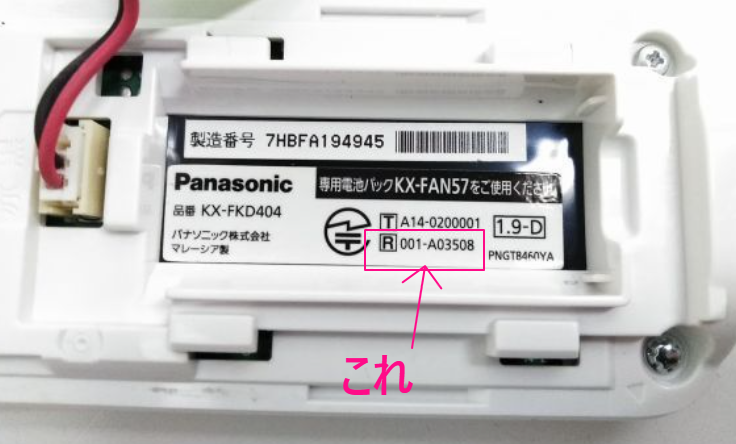 製造番号 7HBFA194945
Panasonic 専用電池パックKX-FAN57をご使用ください。
品番 KX-FKD404
パナソニック株式会社
マレーシア製
T A14-0200001 1.9-D
R 001-A03508
PNGT8460YA
これ